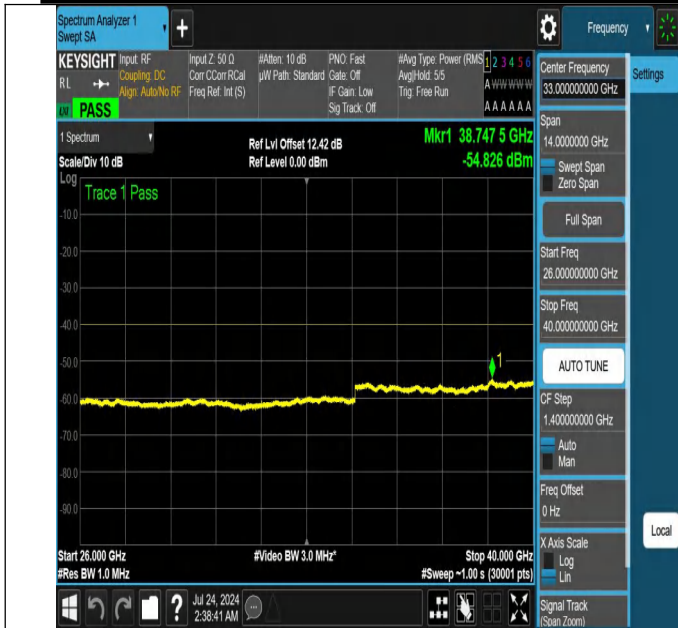 Spectrum Analyzer 1
Swept SA
+
Frequency
KEYSIGHT
RL
Input: RF
Coupling: DC
Align: Auto/No RF
Input Z: 50 Ω
Corr CCorr RCal
Freq Ref: Int (S)
#Atten: 10 dB
µW Path: Standard
PNO: Fast
Gate: Off
IF Gain: Low
Sig Track: Off
#Avg Type: Power (RMS
Avg|Hold: 5/5
Trig: Free Run
1 2 3 4 5 6
A W W W W W
A A A A A A
LXI
PASS
1 Spectrum
Scale/Div 10 dB
Log
Ref Lvl Offset 12.42 dB
Ref Level 0.00 dBm
Mkr1 38.747 5 GHz
-54.826 dBm
Trace 1 Pass
-10.0
-20.0
-30.0
-40.0
-50.0
-60.0
-70.0
-80.0
-90.0
1
Start 26.000 GHz
#Res BW 1.0 MHz
#Video BW 3.0 MHz*
Stop 40.000 GHz
#Sweep ~1.00 s (30001 pts)
Center Frequency
33.000000000 GHz
Settings
Span
14.0000000 GHz
Swept Span
Zero Span
Full Span
Start Freq
26.000000000 GHz
Stop Freq
40.000000000 GHz
AUTO TUNE
CF Step
1.40000000 GHz
Auto
Man
Freq Offset
0 Hz
X Axis Scale
Log
Lin
Local
Signal Track
(Span Zoom)
?
Jul 24, 2024
2:38:41 AM